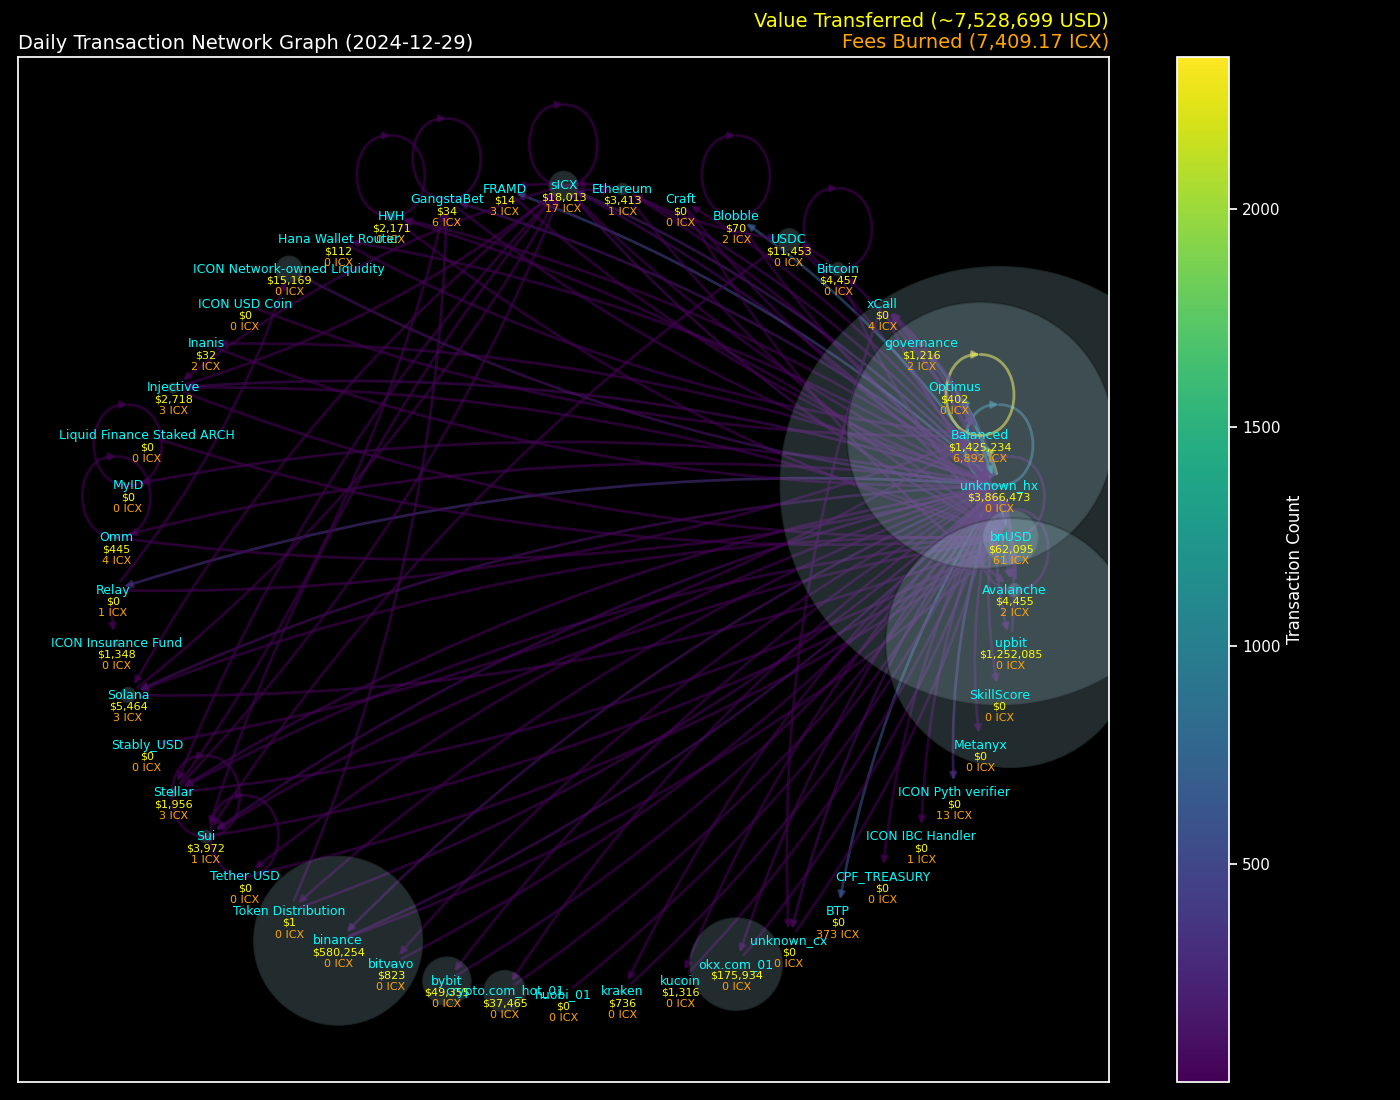 Value Transferred (~7,528,699 USD)
Daily Transaction Network Graph (2024-12-29)
Fees Burned (7,409.17 ICX)
sICX
$18,013
17 ICX
FRAMD
$14
3 ICX
Ethereum
$3,413
1 ICX
GangstaBet
$34
6 ICX
Craft
$0
0 ICX
HVH
$2,171
Blobble
$70
2 ICX
Hana Wallet Router
$112
0 ICX
USDC
$11,453
0 ICX
ICON Network-owned Liquidity
$15,169
0 ICX
Bitcoin
$4,457
0 ICX
ICON USD Coin
$0
0 ICX
xCall
$0
4 ICX
Inanis
$32
2 ICX
governance
$1,216
2 ICX
Injective
$2,718
3 ICX
Optimus
$402
0 ICX
Liquid Finance Staked ARCH
$0
0 ICX
Balanced
$1,425,234
6,892 ICX
MyID
$0
0 ICX
unknown_hx
$3,866,473
0 ICX
Omm
$445
4 ICX
bnUSD
$62,095
61 ICX
Relay
$0
1 ICX
Avalanche
$4,455
2 ICX
ICON Insurance Fund
$1,348
0 ICX
upbit
$1,252,085
0 ICX
Solana
$5,464
3 ICX
SkillScore
$0
0 ICX
Stably_USD
$0
0 ICX
Metanyx
$0
0 ICX
Stellar
$1,956
3 ICX
ICON Pyth verifier
$0
13 ICX
Sui
$3,972
1 ICX
ICON IBC Handler
$0
1 ICX
Tether USD
$0
0 ICX
CPF_TREASURY
$0
0 ICX
Token Distribution
$1
0 ICX
BTP
$0
373 ICX
binance
$580,254
0 ICX
unknown_cx
$0
0 ICX
bitvavo
$823
0 ICX
okx.com_01
$175,934
0 ICX
bybit
$49,355
0 ICX
crypto.com_hot_01
$37,465
0 ICX
huobi_01
$0
0 ICX
kraken
$736
0 ICX
kucoin
$1,316
0 ICX
2000
1500
1000
500
Transaction Count